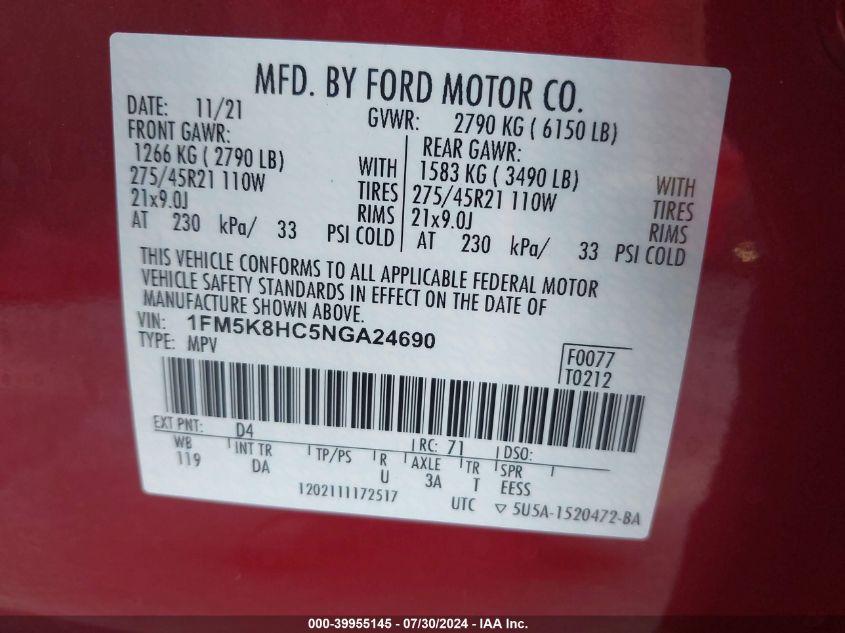 MFD. BY FORD MOTOR CO.
DATE: 11/21 GVWR: 2790 KG ( 6150 LB)
FRONT GAWR: REAR GAWR:
1266 KG ( 2790 LB) WITH 1583 KG ( 3490 LB) WITH
275/45R21 110W TIRES 275/45R21 110W TIRES
21x9.0J RIMS 21x9.0J RIMS
AT 230 kPa/ 33 PSI COLD AT 230 kPa/ 33 PSI COLD
THIS VEHICLE CONFORMS TO ALL APPLICABLE FEDERAL MOTOR
VEHICLE SAFETY STANDARDS IN EFFECT ON THE DATE OF
MANUFACTURE SHOWN ABOVE.
VIN: 1FM5K8HC5NGA24690
TYPE: MPV F0077
T0212
EXT PNT: D4 RC: 71 DSO:
WB INT TR TP/PS R AXLE TR SPR
119 DA U 3A T EESS
1202111172517 UTC ▽ 5U5A-1520472-BA
000-39955145 - 07/30/2024 - IAA Inc.